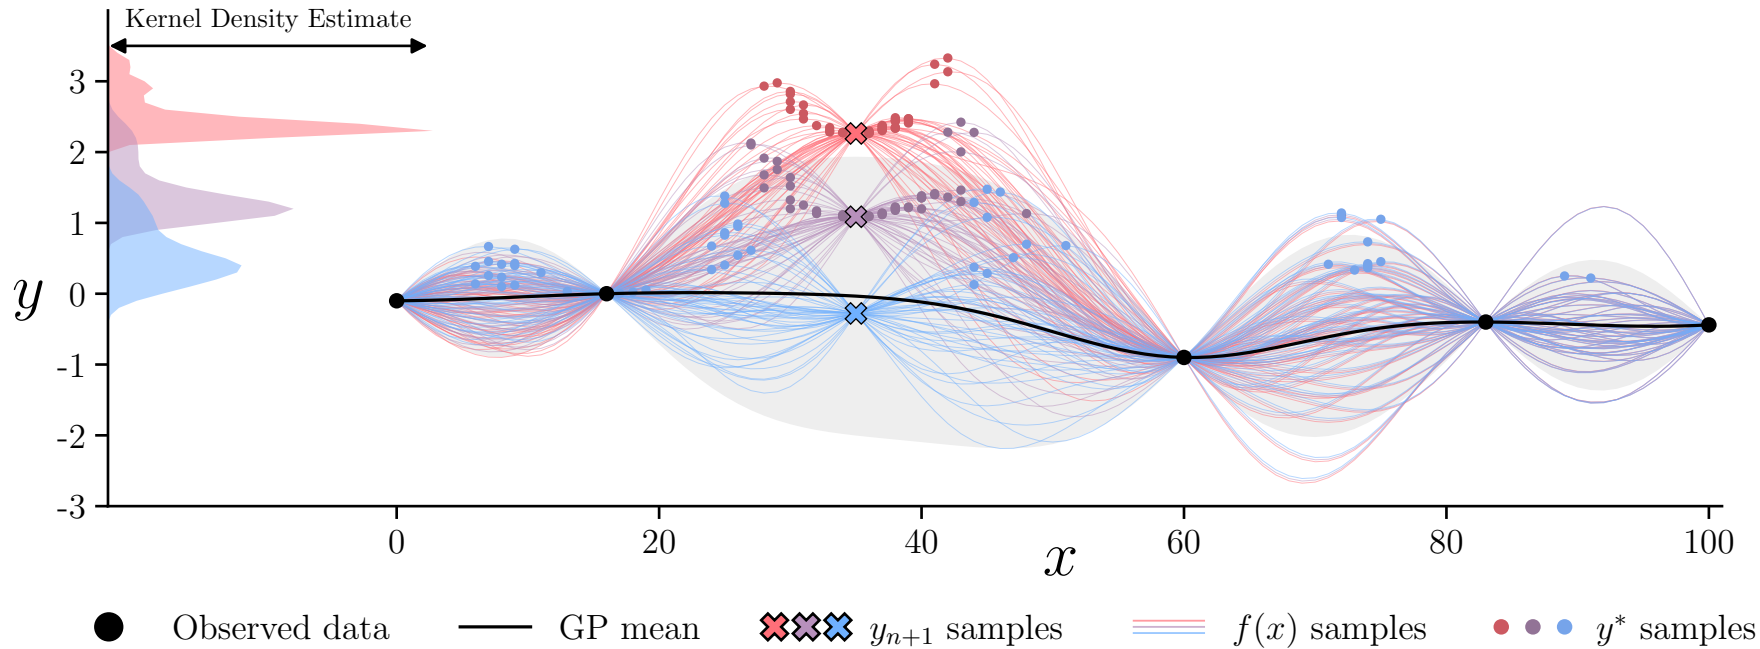 Kernel Density Estimate
3
2
1
0
-1
-2
-3
y
0 20 40 60 80 100
x
Observed data GP mean yₙ₊₁ samples f(x) samples y* samples